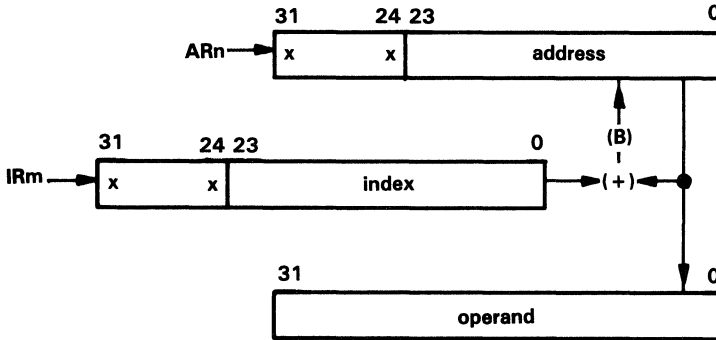 31 24 23 0
ARn x x address
(B)
31 24 23 0
IRm x x index (+)
31 0
operand